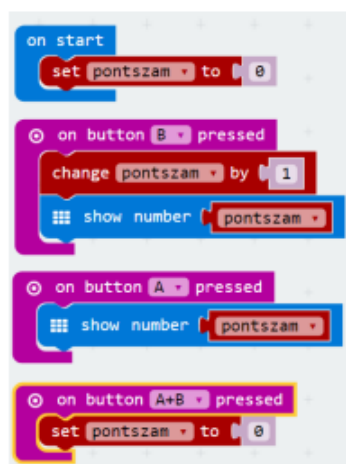 on start
set pontszam to 0
on button B pressed
change pontszam by 1
show number pontszam
on button A pressed
show number pontszam
on button A+B pressed
set pontszam to 0